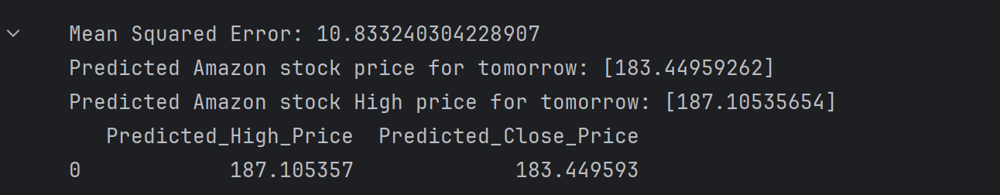 Mean Squared Error: 10.833240304228907
Predicted Amazon stock price for tomorrow: [183.44959262]
Predicted Amazon stock High price for tomorrow: [187.10535654]
Predicted_High_Price  Predicted_Close_Price
0            187.105357             183.449593